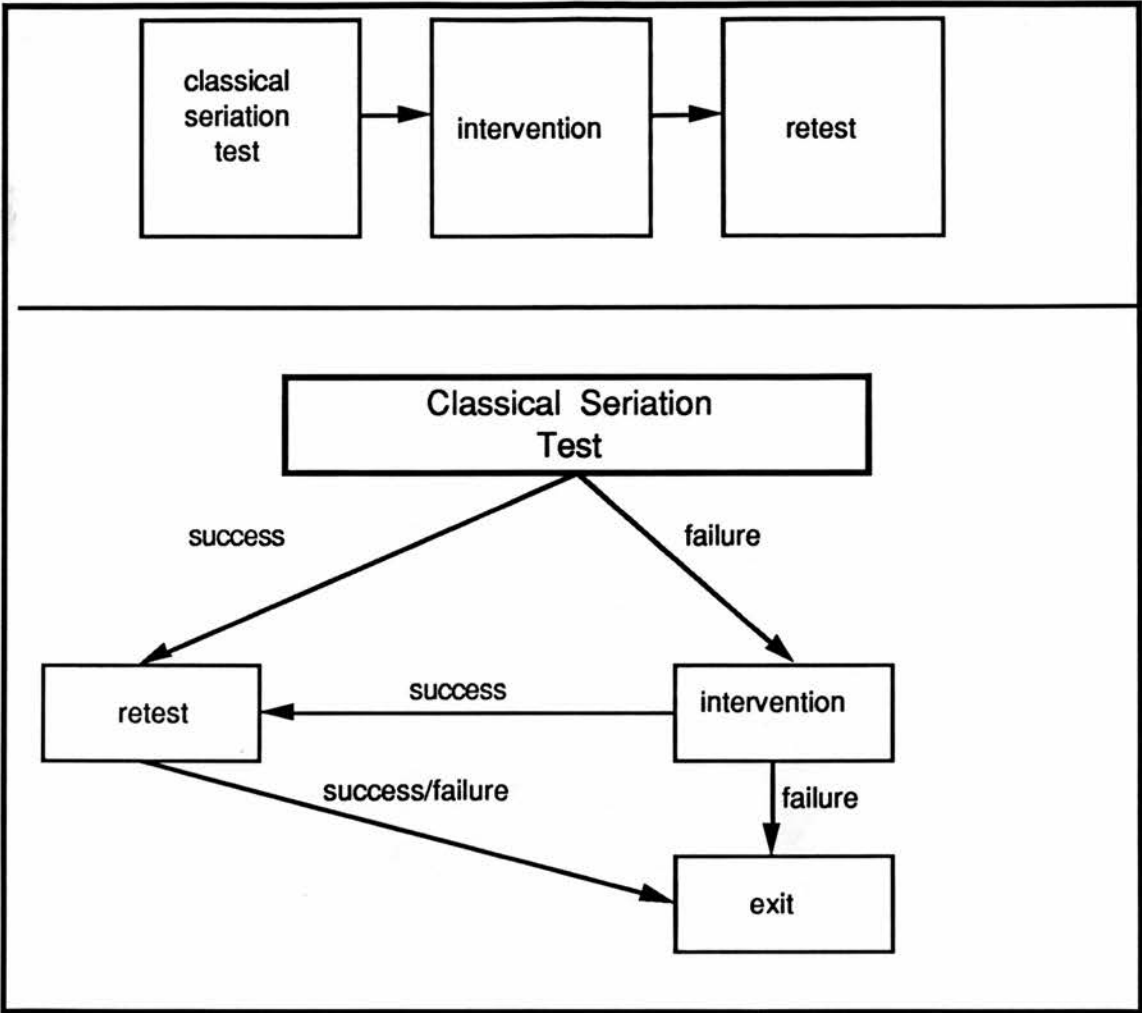 classical
seriation
test
intervention
retest
Classical Seriation
Test
success
failure
retest
success
intervention
success/failure
failure
exit